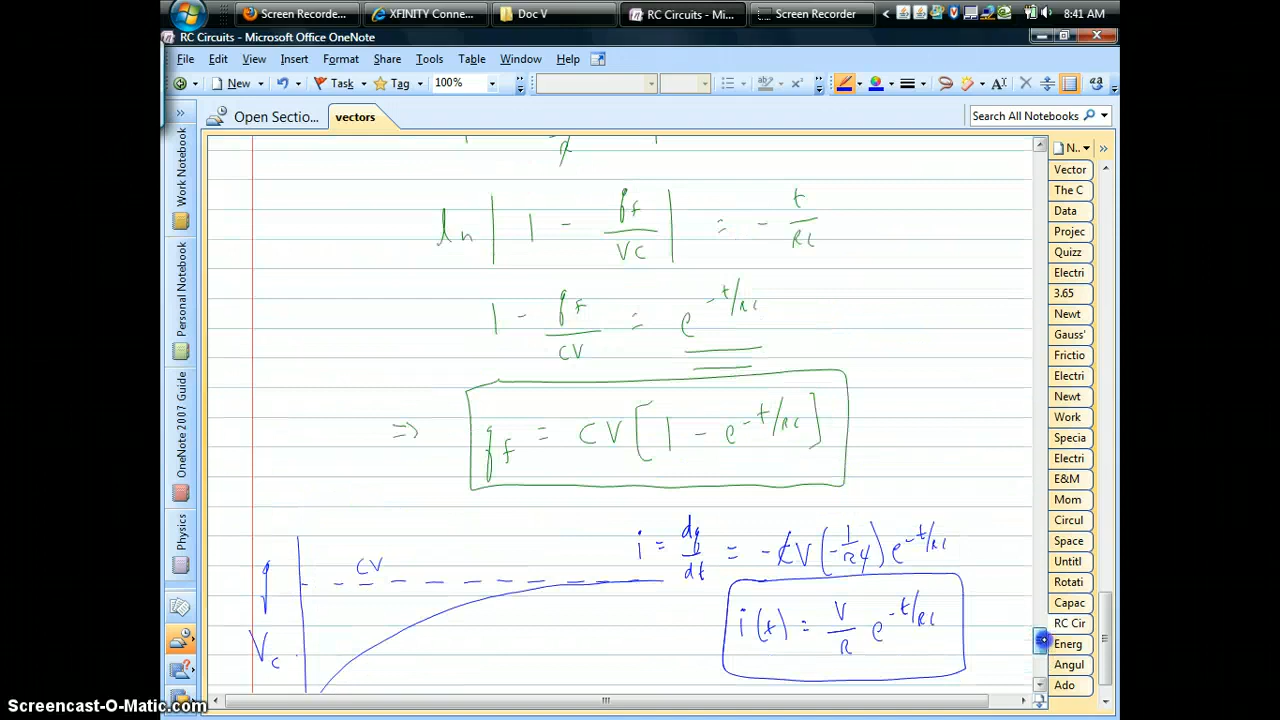 Screen Recorde... XFINITY Conne... Doc V RC Circuits - Mi... Screen Recorder 8:41 AM
RC Circuits - Microsoft Office OneNote
File Edit View Insert Format Share Tools Table Window Help
New Task Tag 100%
Open Sectio... vectors Search All Notebooks
N..
Work Notebook
Personal Notebook
OneNote 2007 Guide
Physics
ln | 1 - qf/VC | = - t/RC
1 - qf/CV = e^-t/RC
⇒ qf = CV [ 1 - e^-t/RC ]
i = dq/dt = -CV (-1/RC) e^-t/RC
q CV
i(t) = V/R e^-t/RC
Vc
Vector
The C
Data
Projec
Quizz
Electri
3.65
Newt
Gauss'
Frictio
Electri
Newt
Work
Specia
Electri
E&M
Mom
Circul
Space
Untitl
Rotati
Capac
RC Cir
Energ
Angul
Ado
Screencast-O-Matic.com